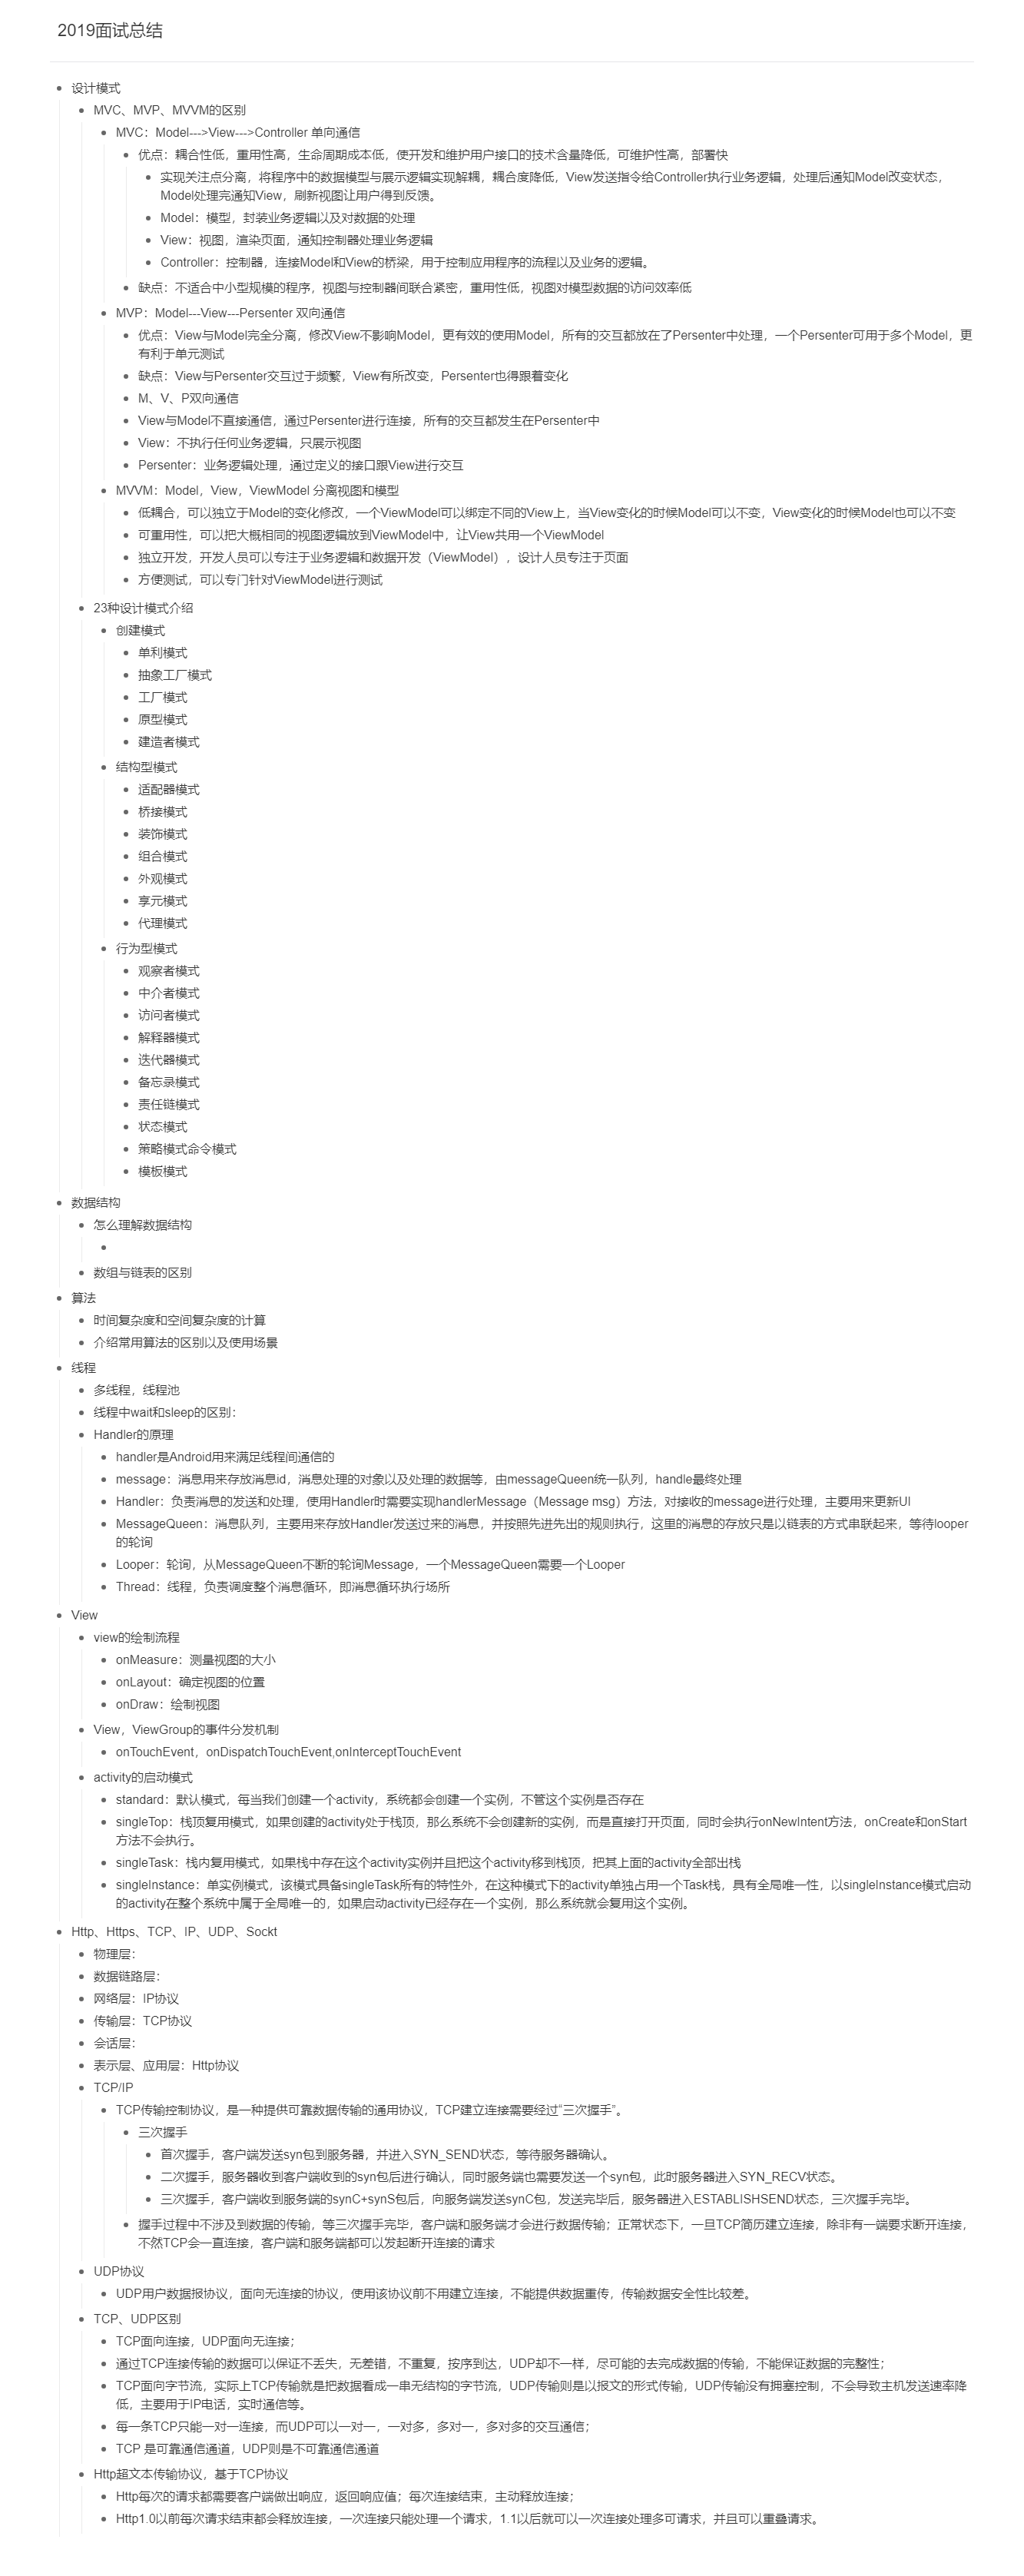 2019面试总结
设计模式
MVC、MVP、MVVM的区别
MVC：Model--->View--->Controller 单向通信
优点：耦合性低，重用性高，生命周期成本低，使开发和维护用户接口的技术含量降低，可维护性高，部署快
实现关注点分离，将程序中的数据模型与展示逻辑实现解耦，耦合度降低，View发送指令给Controller执行业务逻辑，处理后通知Model改变状态，
Model处理完通知View，刷新视图让用户得到反馈。
Model：模型，封装业务逻辑以及对数据的处理
View：视图，渲染页面，通知控制器处理业务逻辑
Controller：控制器，连接Model和View的桥梁，用于控制应用程序的流程以及业务的逻辑。
缺点：不适合中小型规模的程序，视图与控制器间联合紧密，重用性低，视图对模型数据的访问效率低
MVP：Model---View---Persenter 双向通信
优点：View与Model完全分离，修改View不影响Model，更有效的使用Model，所有的交互都放在了Persenter中处理，一个Persenter可用于多个Model，更
有利于单元测试
缺点：View与Persenter交互过于频繁，View有所改变，Persenter也得跟着变化
M、V、P双向通信
View与Model不直接通信，通过Persenter进行连接，所有的交互都发生在Persenter中
View：不执行任何业务逻辑，只展示视图
Persenter：业务逻辑处理，通过定义的接口跟View进行交互
MVVM：Model，View，ViewModel 分离视图和模型
低耦合，可以独立于Model的变化修改，一个ViewModel可以绑定不同的View上，当View变化的时候Model可以不变，View变化的时候Model也可以不变
可重用性，可以把大概相同的视图逻辑放到ViewModel中，让View共用一个ViewModel
独立开发，开发人员可以专注于业务逻辑和数据开发（ViewModel），设计人员专注于页面
方便测试，可以专门针对ViewModel进行测试
23种设计模式介绍
创建模式
单利模式
抽象工厂模式
工厂模式
原型模式
建造者模式
结构型模式
适配器模式
桥接模式
装饰模式
组合模式
外观模式
享元模式
代理模式
行为型模式
观察者模式
中介者模式
访问者模式
解释器模式
迭代器模式
备忘录模式
责任链模式
状态模式
策略模式命令模式
模板模式
数据结构
怎么理解数据结构
数组与链表的区别
算法
时间复杂度和空间复杂度的计算
介绍常用算法的区别以及使用场景
线程
多线程，线程池
线程中wait和sleep的区别：
Handler的原理
handler是Android用来满足线程间通信的
message：消息用来存放消息id，消息处理的对象以及处理的数据等，由messageQueen统一队列，handle最终处理
Handler：负责消息的发送和处理，使用Handler时需要实现handlerMessage（Message msg）方法，对接收的message进行处理，主要用来更新UI
MessageQueen：消息队列，主要用来存放Handler发送过来的消息，并按照先进先出的规则执行，这里的消息的存放只是以链表的方式串联起来，等待looper
的轮询
Looper：轮询，从MessageQueen不断的轮询Message，一个MessageQueen需要一个Looper
Thread：线程，负责调度整个消息循环，即消息循环执行场所
View
view的绘制流程
onMeasure：测量视图的大小
onLayout：确定视图的位置
onDraw：绘制视图
View，ViewGroup的事件分发机制
onTouchEvent，onDispatchTouchEvent,onInterceptTouchEvent
activity的启动模式
standard：默认模式，每当我们创建一个activity，系统都会创建一个实例，不管这个实例是否存在
singleTop：栈顶复用模式，如果创建的activity处于栈顶，那么系统不会创建新的实例，而是直接打开页面，同时会执行onNewIntent方法，onCreate和onStart
方法不会执行。
singleTask：栈内复用模式，如果栈中存在这个activity实例并且把这个activity移到栈顶，把其上面的activity全部出栈
singleInstance：单实例模式，该模式具备singleTask所有的特性外，在这种模式下的activity单独占用一个Task栈，具有全局唯一性，以singleInstance模式启动
的activity在整个系统中属于全局唯一的，如果启动activity已经存在一个实例，那么系统就会复用这个实例。
Http、Https、TCP、IP、UDP、Sockt
物理层：
数据链路层：
网络层：IP协议
传输层：TCP协议
会话层：
表示层、应用层：Http协议
TCP/IP
TCP传输控制协议，是一种提供可靠数据传输的通用协议，TCP建立连接需要经过“三次握手”。
三次握手
首次握手，客户端发送syn包到服务器，并进入SYN_SEND状态，等待服务器确认。
二次握手，服务器收到客户端收到的syn包后进行确认，同时服务端也需要发送一个syn包，此时服务器进入SYN_RECV状态。
三次握手，客户端收到服务端的synC+synS包后，向服务端发送synC包，发送完毕后，服务器进入ESTABLISHSEND状态，三次握手完毕。
握手过程中不涉及到数据的传输，等三次握手完毕，客户端和服务端才会进行数据传输；正常状态下，一旦TCP简历建立连接，除非有一端要求断开连接，
不然TCP会一直连接，客户端和服务端都可以发起断开连接的请求
UDP协议
UDP用户数据报协议，面向无连接的协议，使用该协议前不用建立连接，不能提供数据重传，传输数据安全性比较差。
TCP、UDP区别
TCP面向连接，UDP面向无连接；
通过TCP连接传输的数据可以保证不丢失，无差错，不重复，按序到达，UDP却不一样，尽可能的去完成数据的传输，不能保证数据的完整性；
TCP面向字节流，实际上TCP传输就是把数据看成一串无结构的字节流，UDP传输则是以报文的形式传输，UDP传输没有拥塞控制，不会导致主机发送速率降
低，主要用于IP电话，实时通信等。
每一条TCP只能一对一连接，而UDP可以一对一，一对多，多对一，多对多的交互通信；
TCP 是可靠通信通道，UDP则是不可靠通信通道
Http超文本传输协议，基于TCP协议
Http每次的请求都需要客户端做出响应，返回响应值；每次连接结束，主动释放连接；
Http1.0以前每次请求结束都会释放连接，一次连接只能处理一个请求，1.1以后就可以一次连接处理多可请求，并且可以重叠请求。